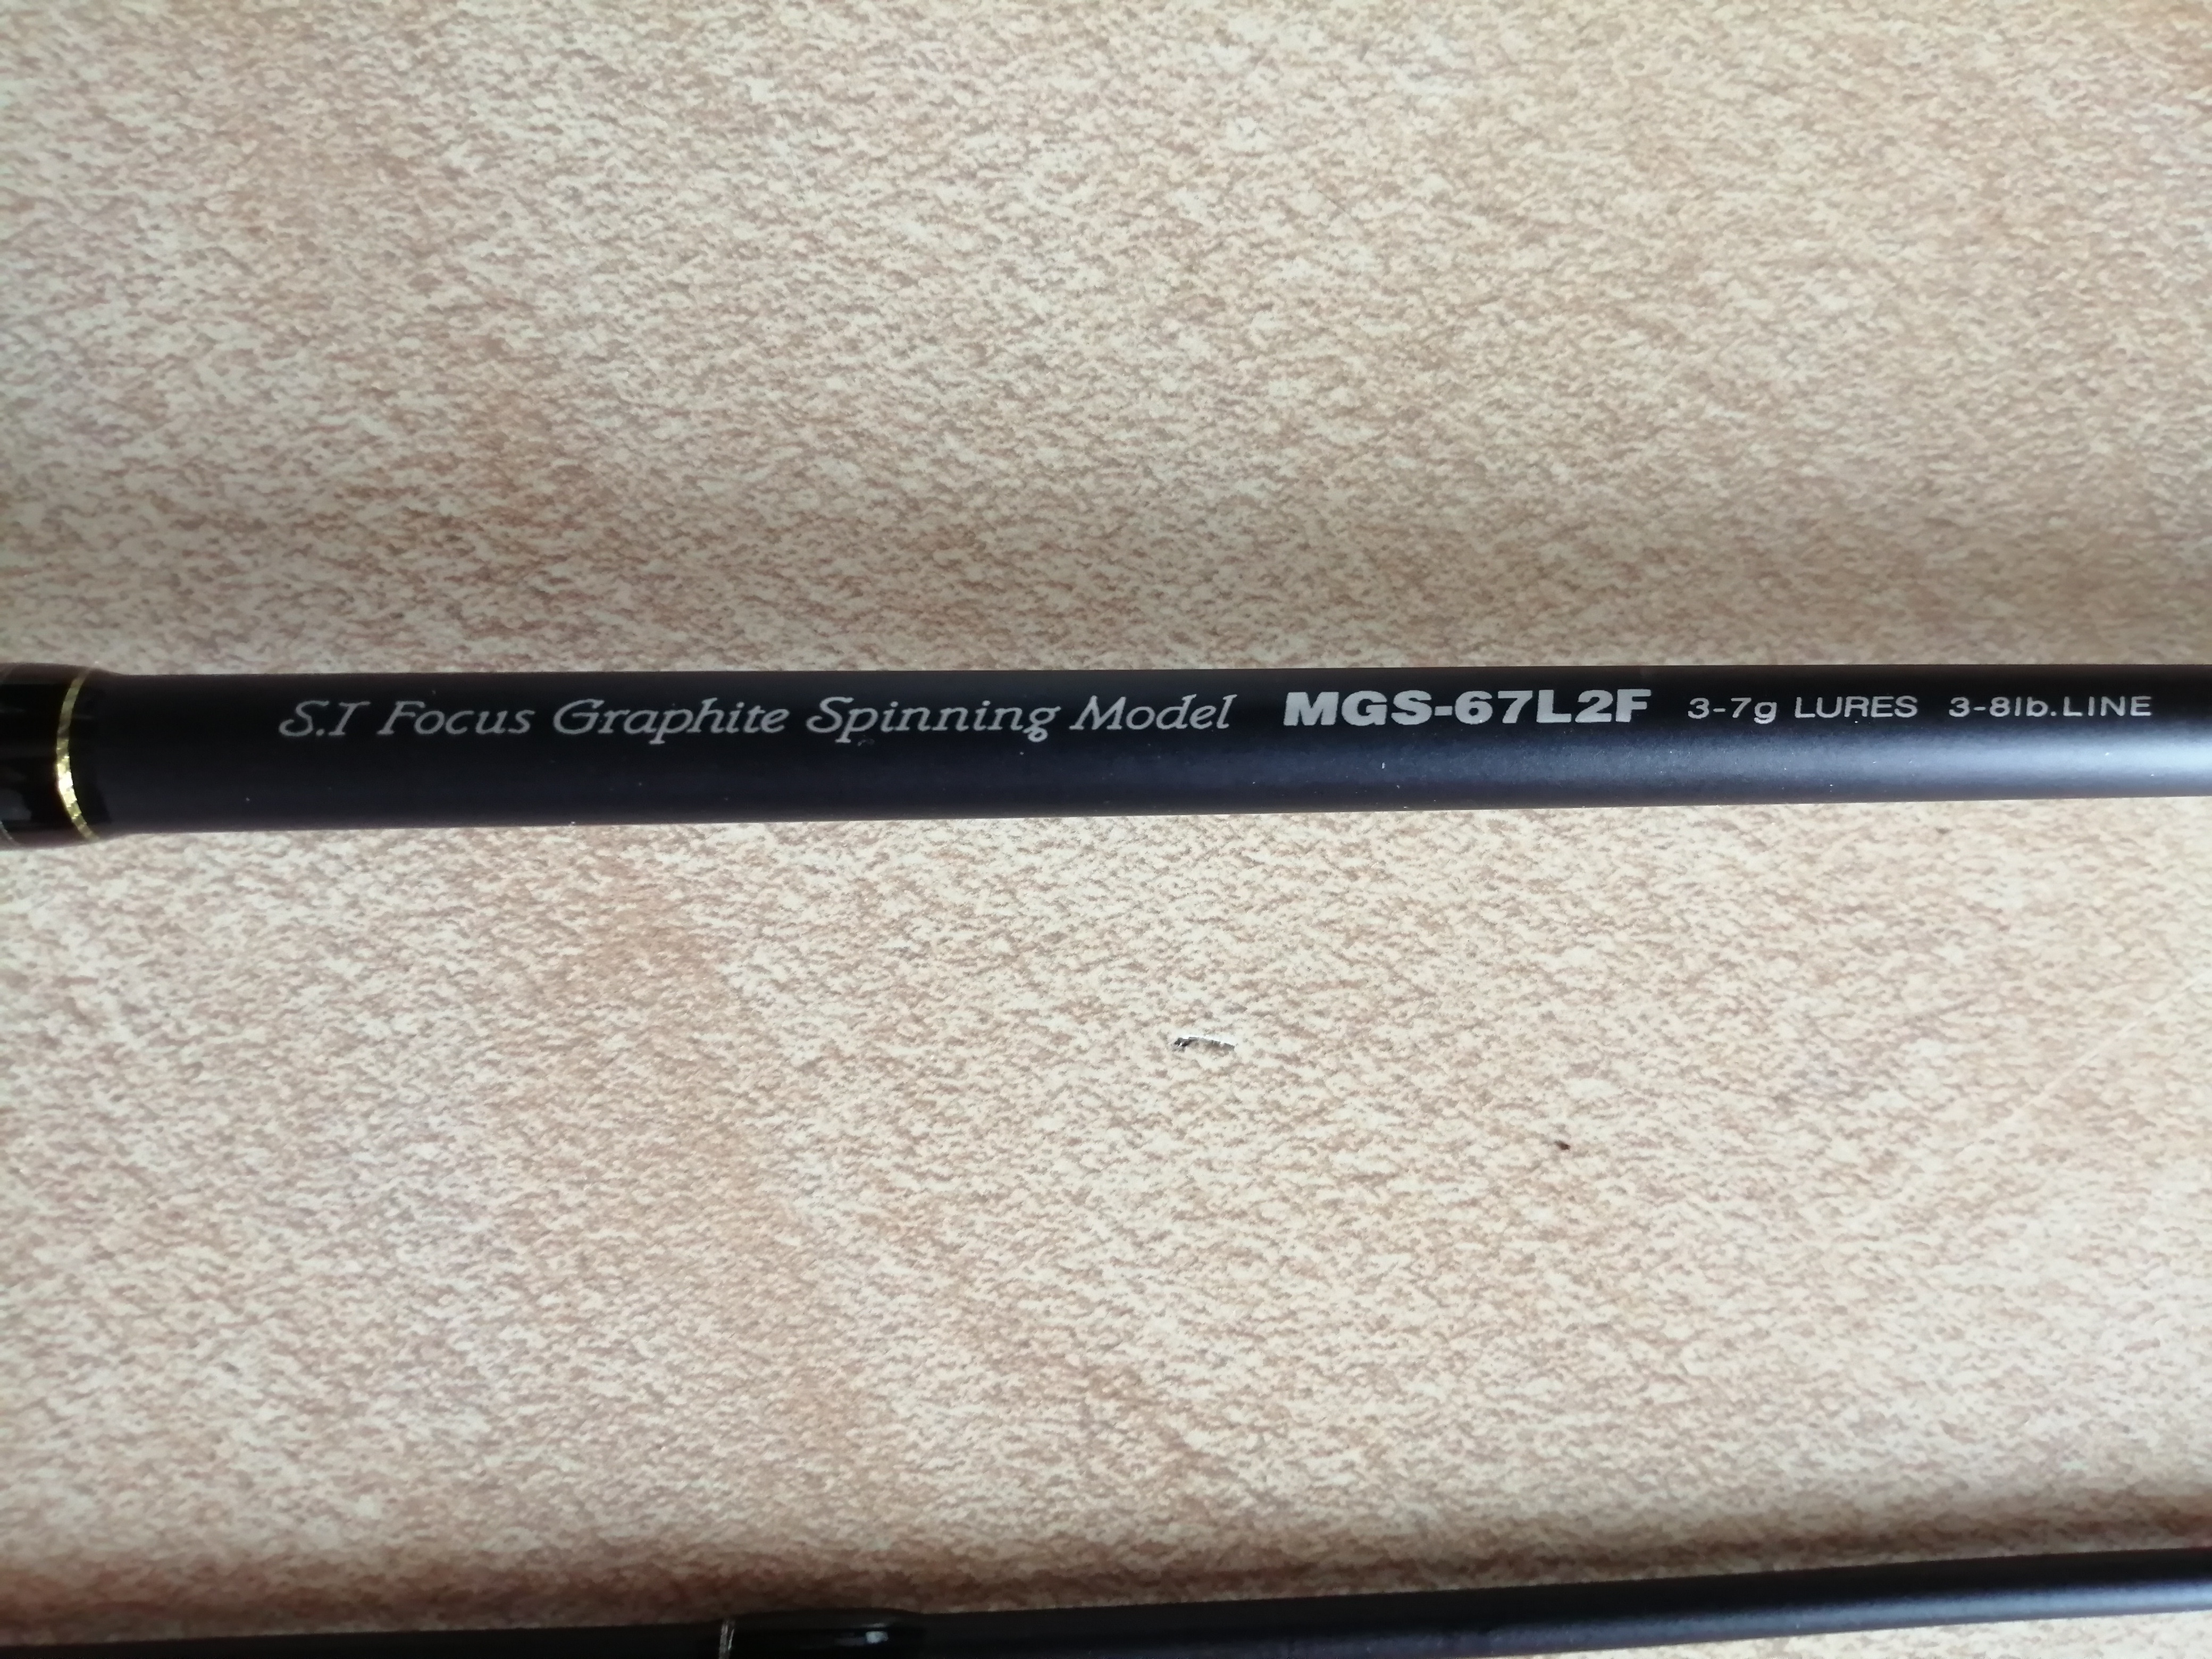 S.I Focus Graphite Spinning Model MGS-67L2F 3-7g LURES 3-8lb.LINE